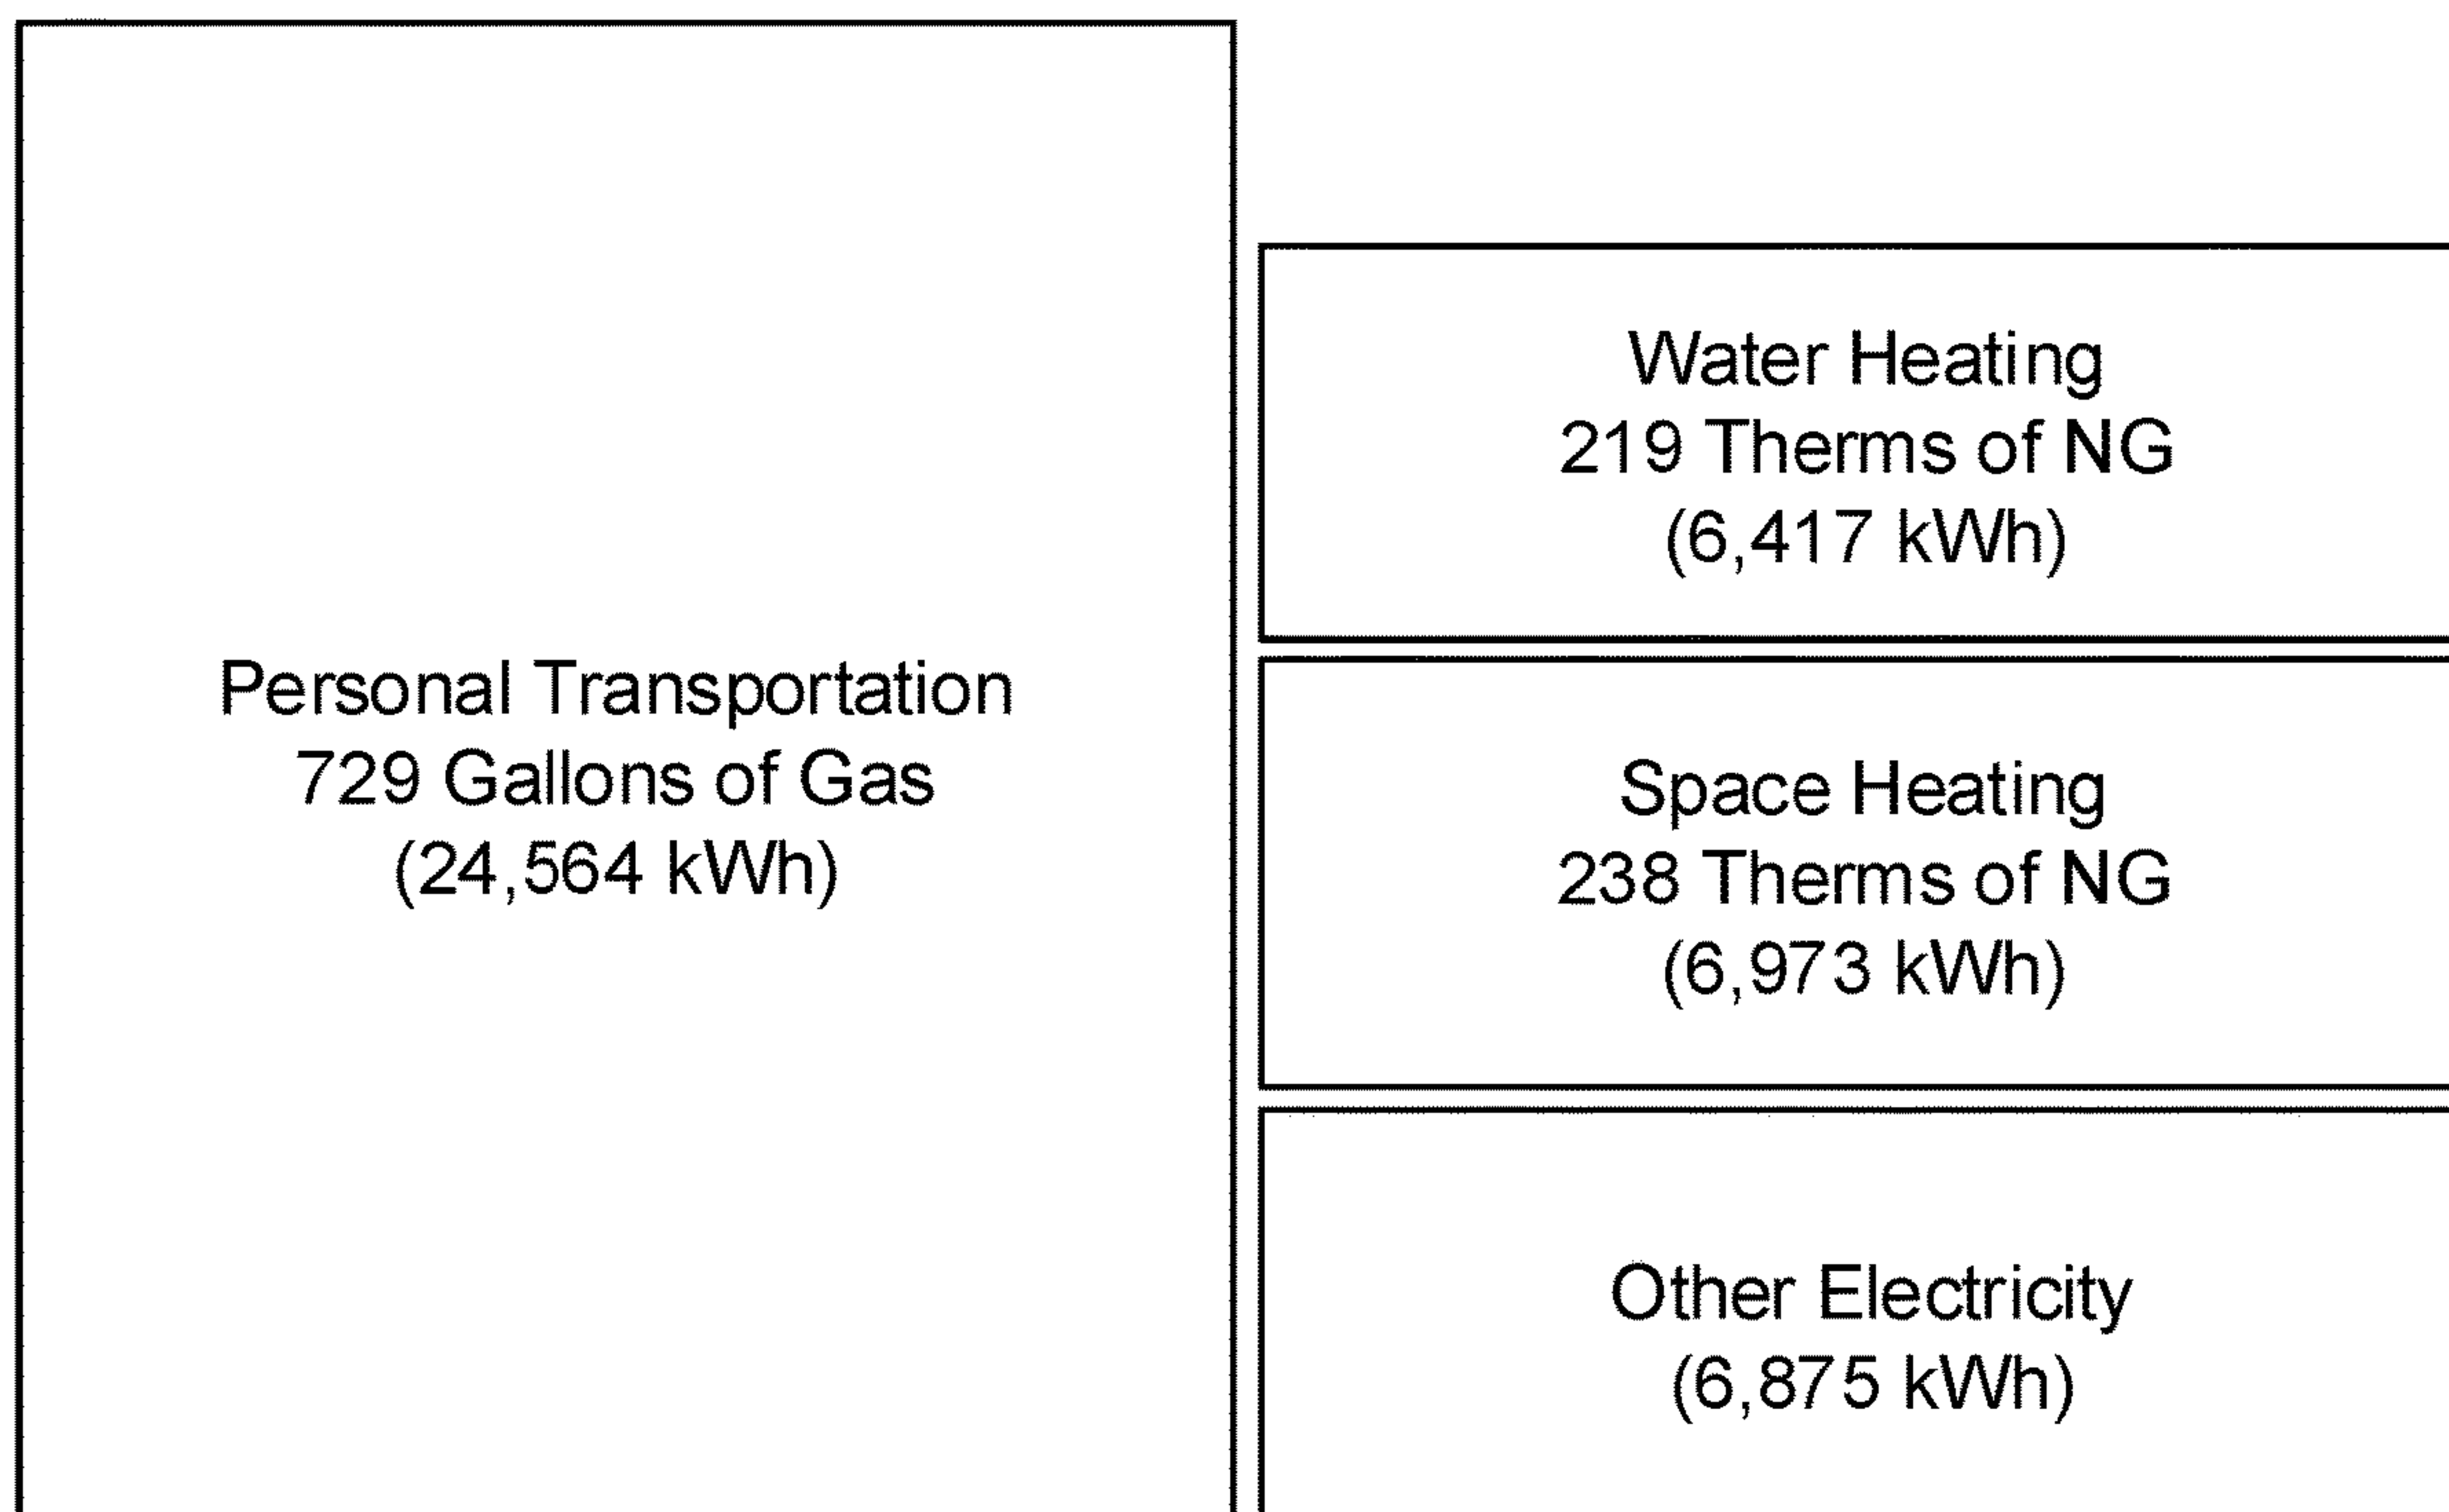 Personal Transportation
729 Gallons of Gas
(24,564 kWh)
Water Heating
219 Therms of NG
(6,417 kWh)
Space Heating
238 Therms of NG
(6,973 kWh)
Other Electricity
(6,875 kWh)